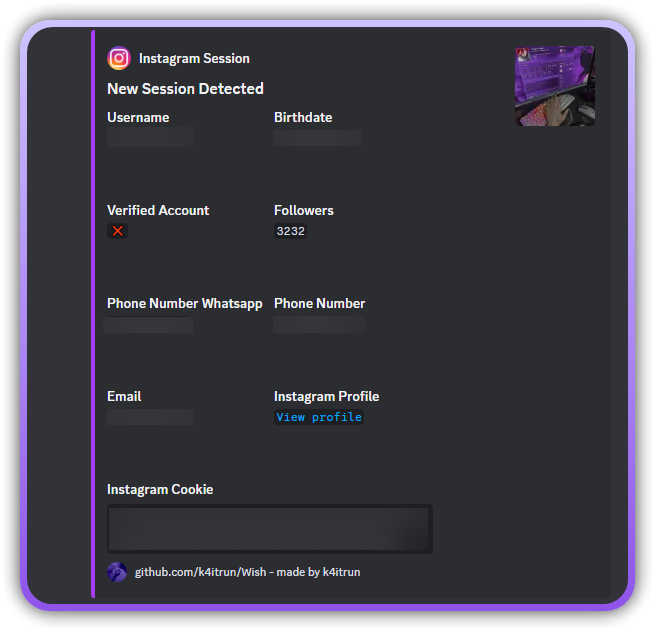 Instagram Session
New Session Detected
Username Birthdate
Verified Account Followers
❌ 3232
Phone Number Whatsapp Phone Number
Email Instagram Profile
View profile
Instagram Cookie
github.com/k4itrun/Wish - made by k4itrun